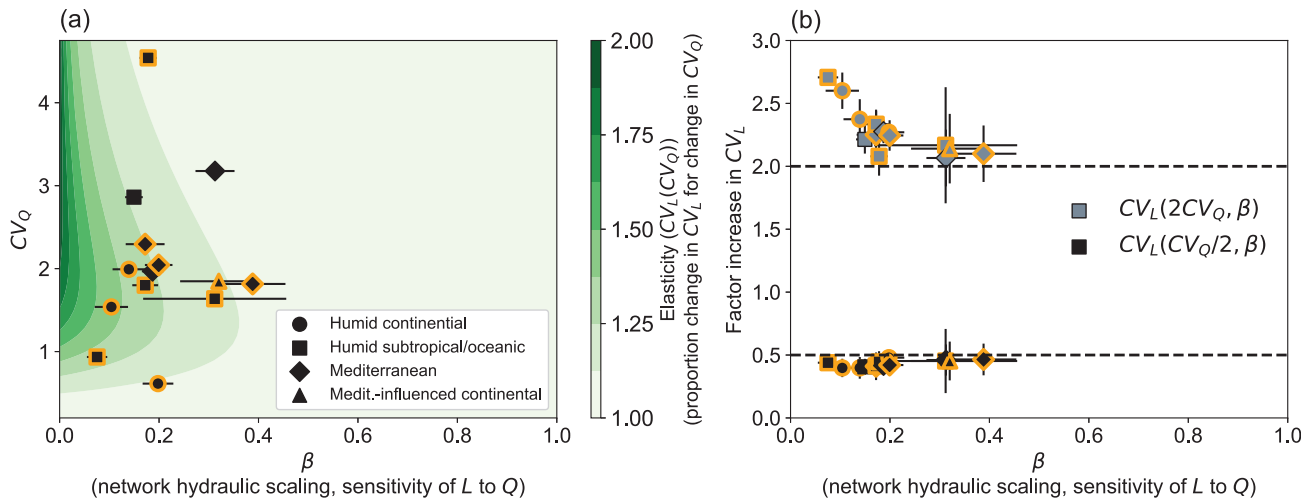 (a)
4
3
2
1
CV_Q
0.0
0.2
0.4
0.6
0.8
1.0
β
(network hydraulic scaling, sensitivity of L to Q)
Humid continental
Humid subtropical/oceanic
Mediterranean
Medit.-influenced continental
2.00
1.75
1.50
1.25
1.00
Elasticity (CV_L(CV_Q))
(proportion change in CV_L for change in CV_Q)
(b)
3.0
2.5
2.0
1.5
1.0
0.5
0.0
Factor increase in CV_L
CV_L(2CV_Q, β)
CV_L(CV_Q/2, β)
0.0
0.2
0.4
0.6
0.8
1.0
β
(network hydraulic scaling, sensitivity of L to Q)